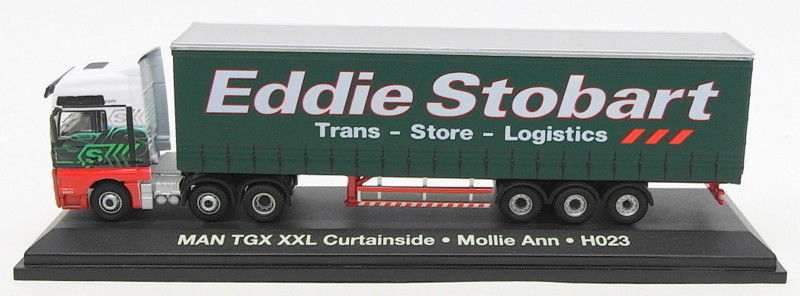 Eddie Stobart
Trans - Store - Logistics
MAN TGX XXL Curtainside • Mollie Ann • H023